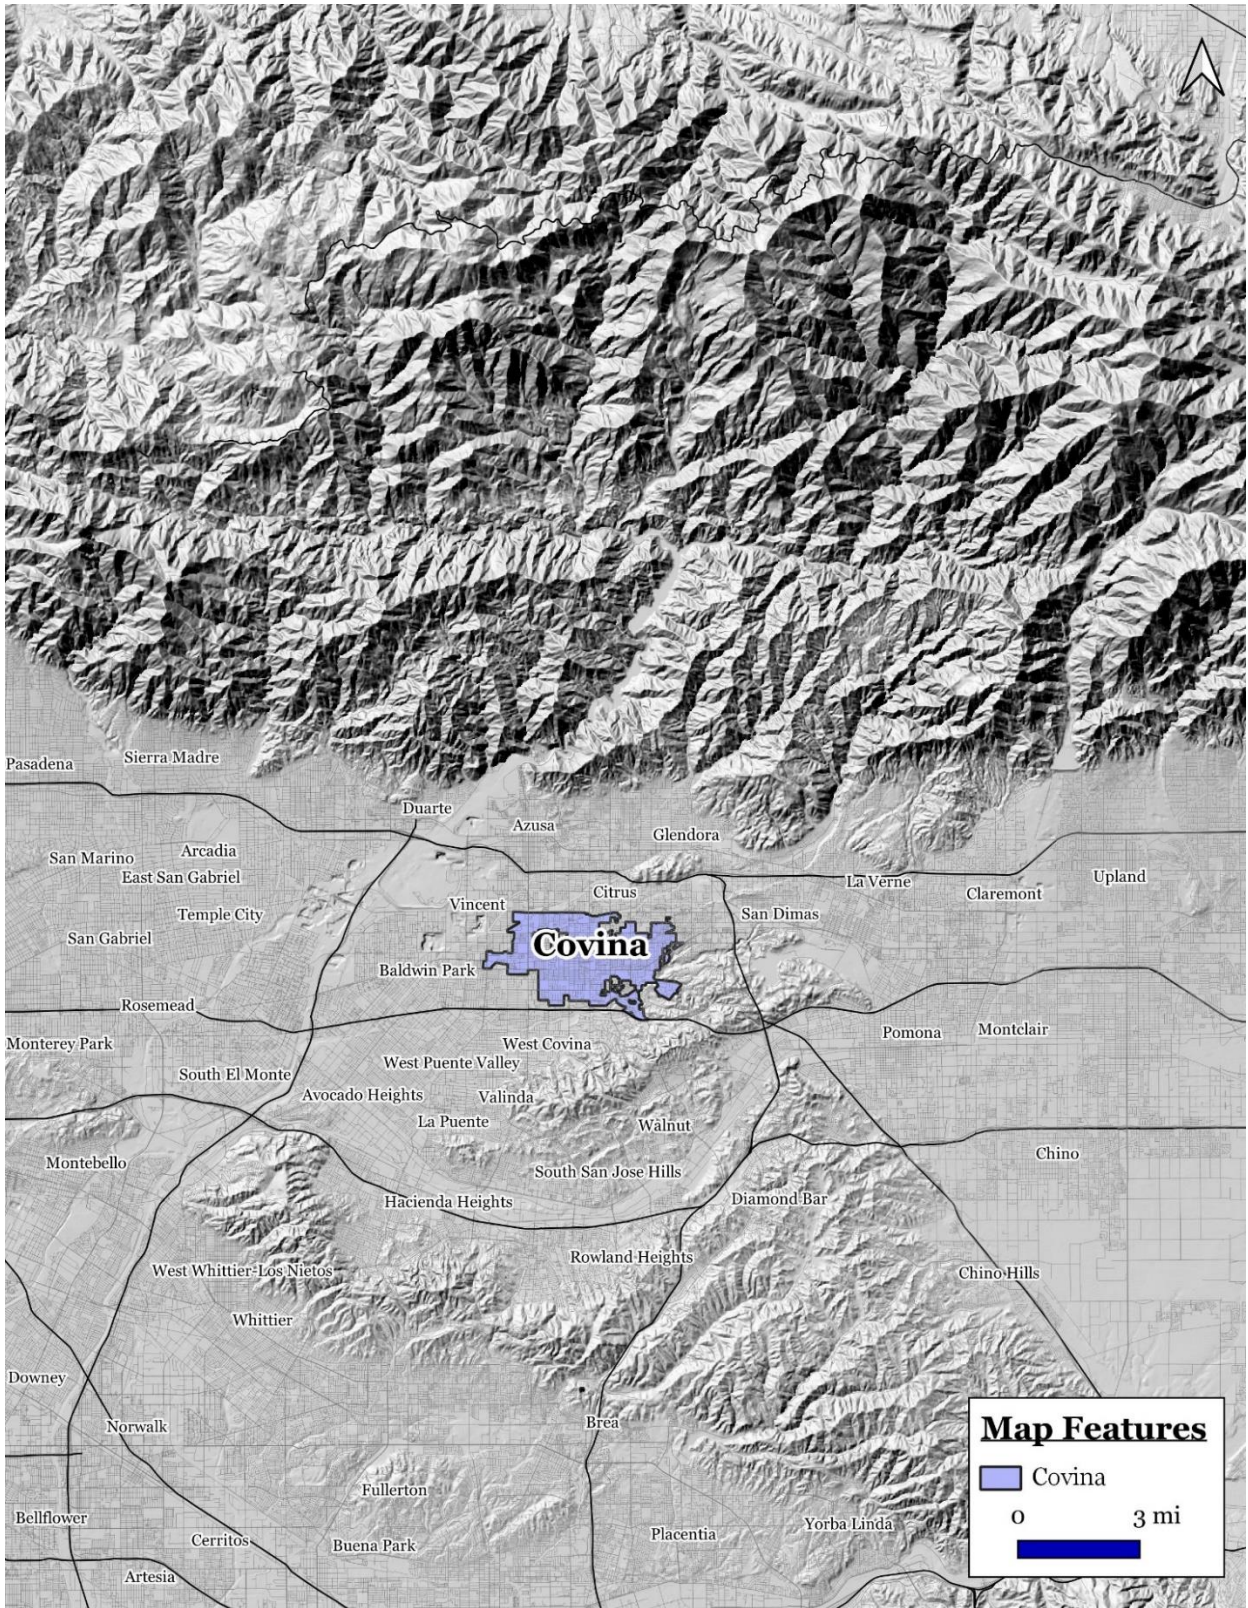 Sierra Madre
Pasadena
Duarte
Azusa
Glendora
San Marino
Arcadia
East San Gabriel
La Verne
Claremont
Upland
Citrus
Vincent
Temple City
San Dimas
San Gabriel
Covina
Baldwin Park
Rosemead
Pomona
Montclair
Monterey Park
West Covina
West Puente Valley
South El Monte
Avocado Heights
Valinda
La Puente
Walnut
Montebello
Chino
South San Jose Hills
Hacienda Heights
Diamond Bar
Rowland Heights
West Whittier-Los Nietos
Chino Hills
Whittier
Downey
Norwalk
Brea
Fullerton
Bellflower
Cerritos
Buena Park
Placentia
Yorba Linda
Artesia
Map Features
Covina
0 3 mi